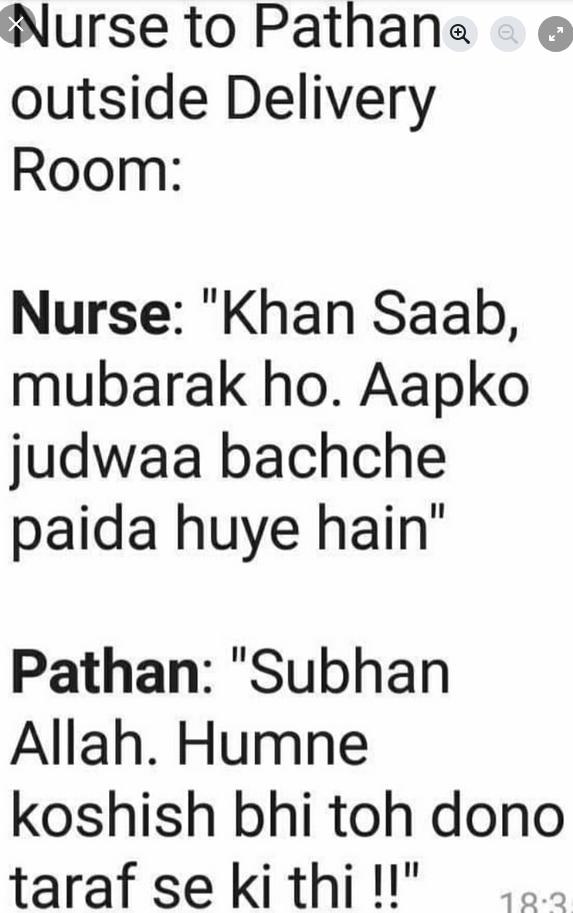 Nurse to Pathan
outside Delivery
Room:
Nurse: "Khan Saab,
mubarak ho. Aapko
judwaa bachche
paida huye hain"
Pathan: "Subhan
Allah. Humne
koshish bhi toh dono
taraf se ki thi !!"
18:3